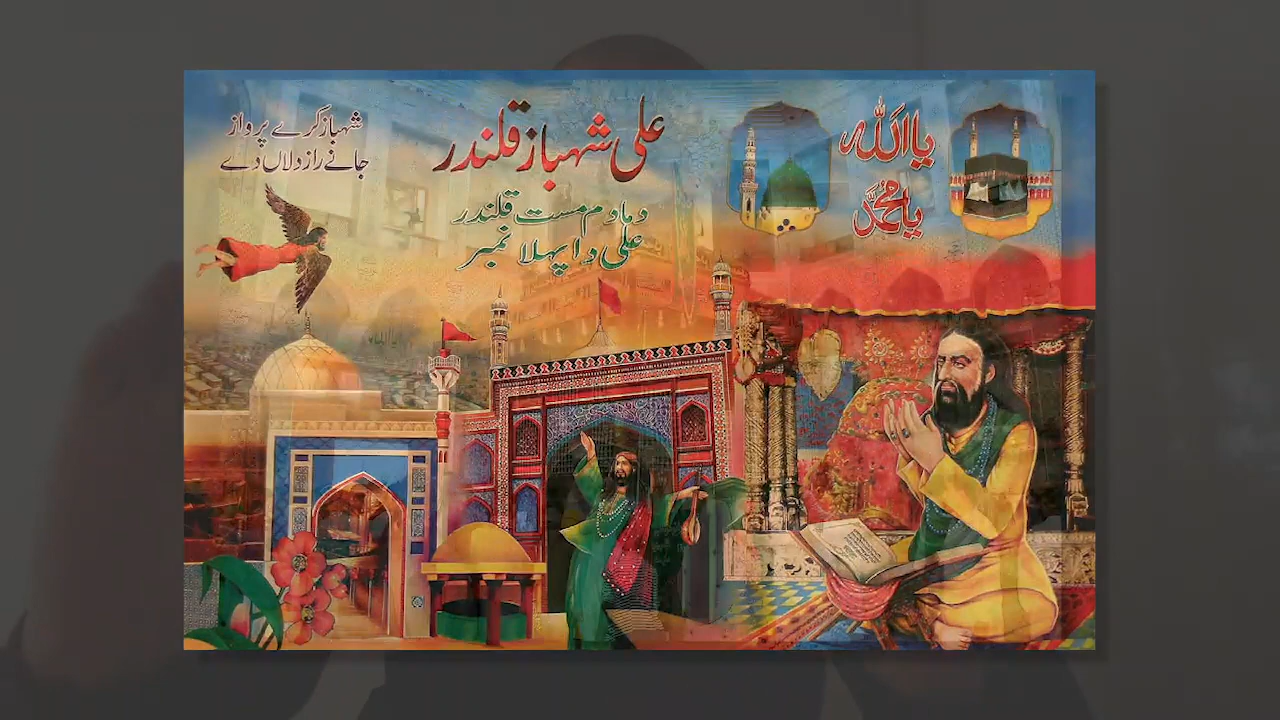 یا اللہ
یا محمدؐ
علی شہباز قلندر
دمادم مست قلندر
علی دا پہلا نمبر
شہباز کرے پرواز
جانے راز دلاں دے